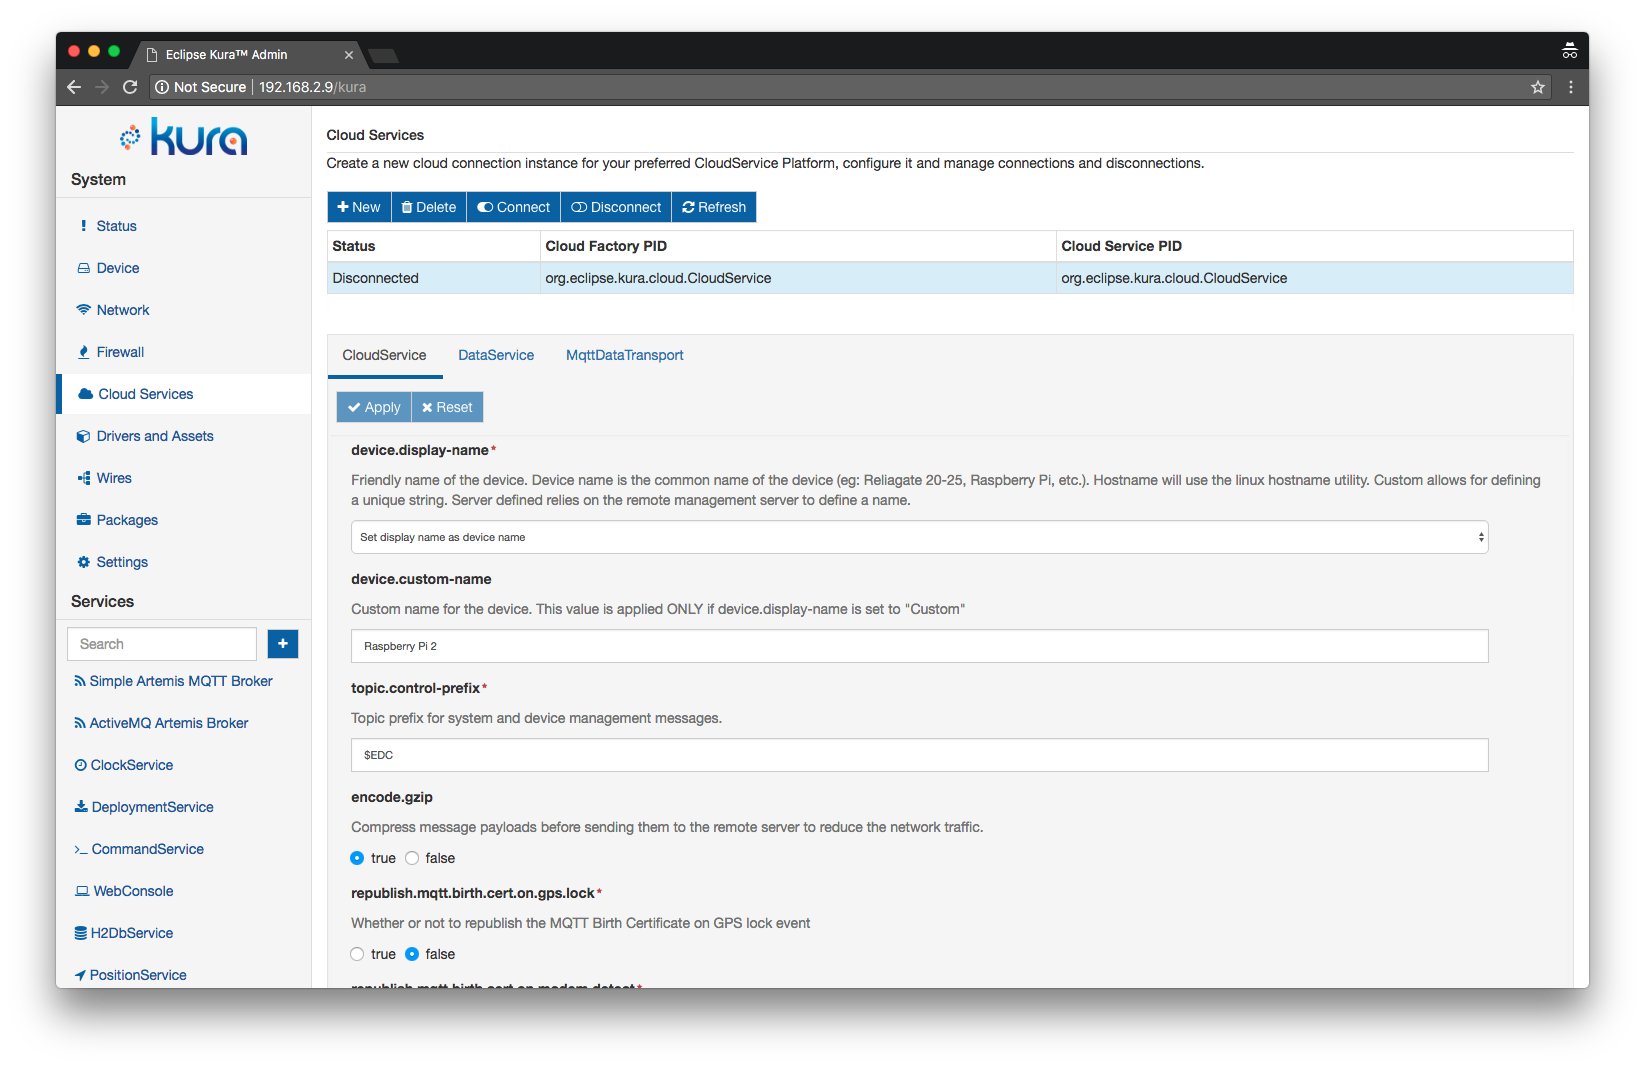 Eclipse Kura™ Admin
Not Secure 192.168.2.9/kura
kura
System
Status
Device
Network
Firewall
Cloud Services
Drivers and Assets
Wires
Packages
Settings
Services
Search
Simple Artemis MQTT Broker
ActiveMQ Artemis Broker
ClockService
DeploymentService
CommandService
WebConsole
H2DbService
PositionService
Cloud Services
Create a new cloud connection instance for your preferred CloudService Platform, configure it and manage connections and disconnections.
New Delete Connect Disconnect Refresh
Status Cloud Factory PID Cloud Service PID
Disconnected org.eclipse.kura.cloud.CloudService org.eclipse.kura.cloud.CloudService
CloudService DataService MqttDataTransport
Apply Reset
device.display-name*
Friendly name of the device. Device name is the common name of the device (eg: Reliagate 20-25, Raspberry Pi, etc.). Hostname will use the linux hostname utility. Custom allows for defining
a unique string. Server defined relies on the remote management server to define a name.
Set display name as device name
device.custom-name
Custom name for the device. This value is applied ONLY if device.display-name is set to "Custom"
Raspberry Pi 2
topic.control-prefix*
Topic prefix for system and device management messages.
$EDC
encode.gzip
Compress message payloads before sending them to the remote server to reduce the network traffic.
true false
republish.mqtt.birth.cert.on.gps.lock*
Whether or not to republish the MQTT Birth Certificate on GPS lock event
true false
republish.mqtt.birth.cert.on.modem.detect*